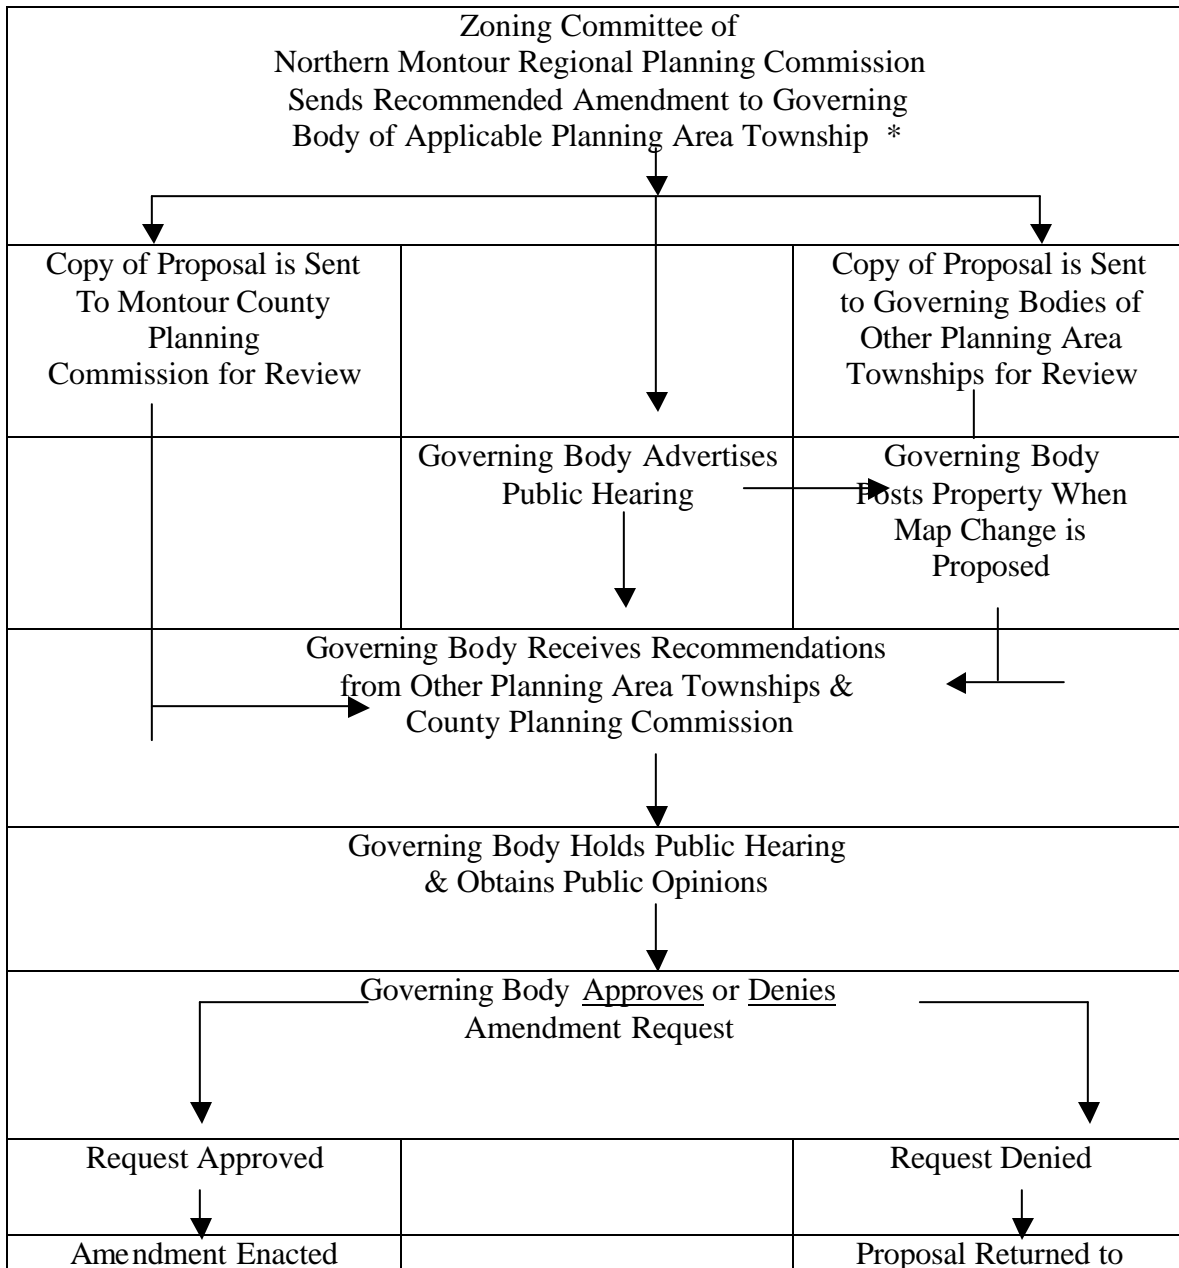 Zoning Committee of
Northern Montour Regional Planning Commission
Sends Recommended Amendment to Governing
Body of Applicable Planning Area Township *
Copy of Proposal is Sent
To Montour County
Planning
Commission for Review
Copy of Proposal is Sent
to Governing Bodies of
Other Planning Area
Townships for Review
Governing Body Advertises
Public Hearing
Governing Body
Posts Property When
Map Change is
Proposed
Governing Body Receives Recommendations
from Other Planning Area Townships &
County Planning Commission
Governing Body Holds Public Hearing
& Obtains Public Opinions
Governing Body Approves or Denies
Amendment Request
Request Approved
Request Denied
Amendment Enacted
Proposal Returned to